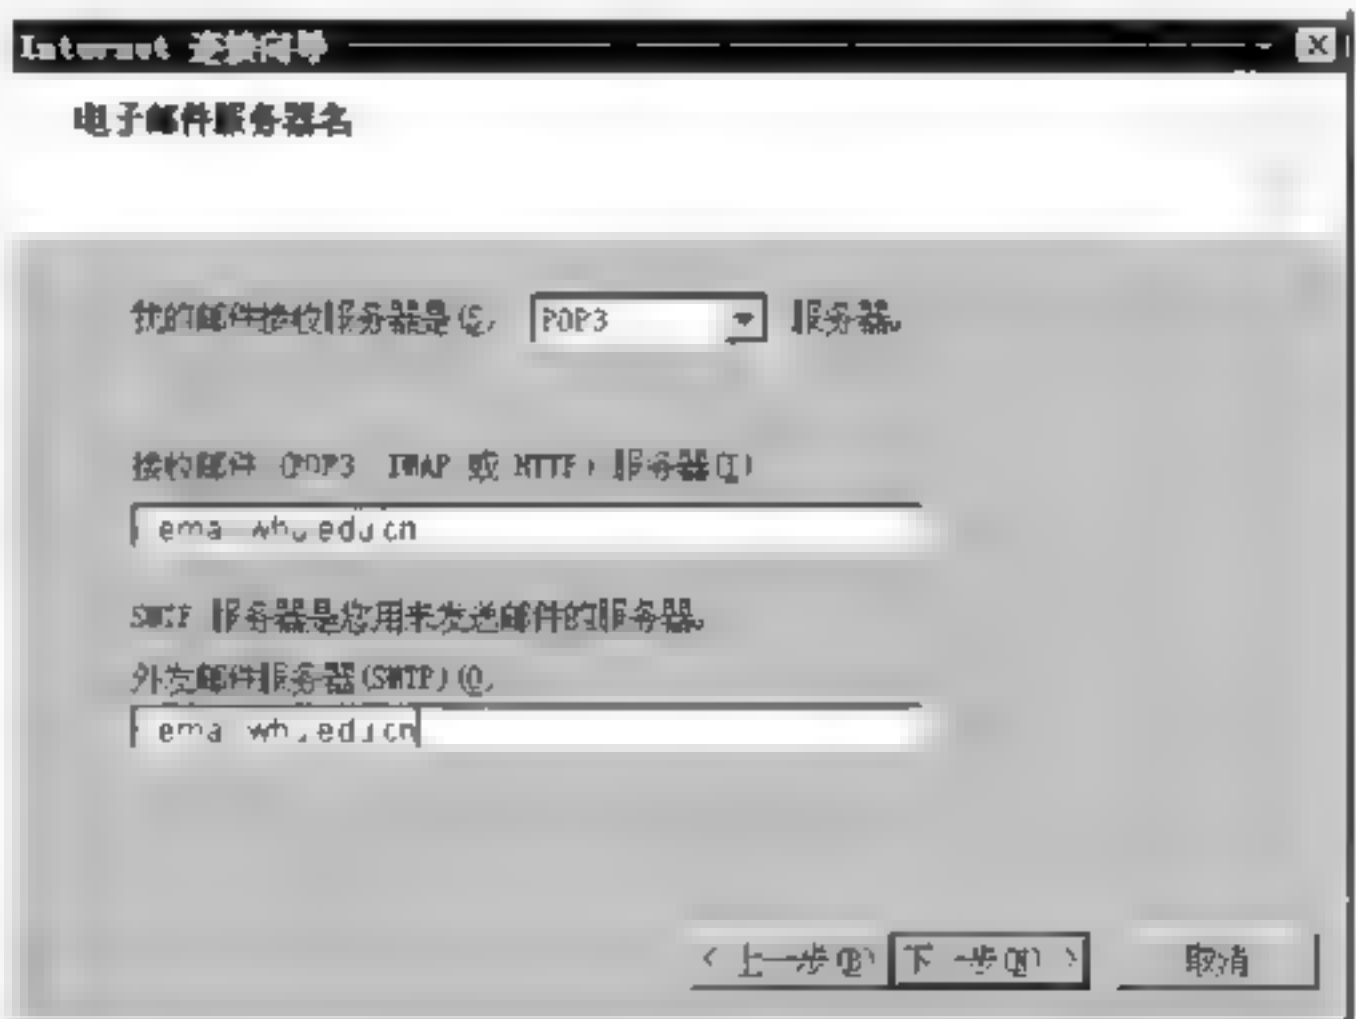 Internet 连接向导
电子邮件服务器名
我的邮件接收服务器是(S) POP3 服务器。
接收邮件 (POP3 IMAP 或 HTTP) 服务器(I)
SMTP 服务器是您用来发送邮件的服务器。
外发邮件服务器(SMTP)(O)
< 上一步(B) 下一步(N) > 取消